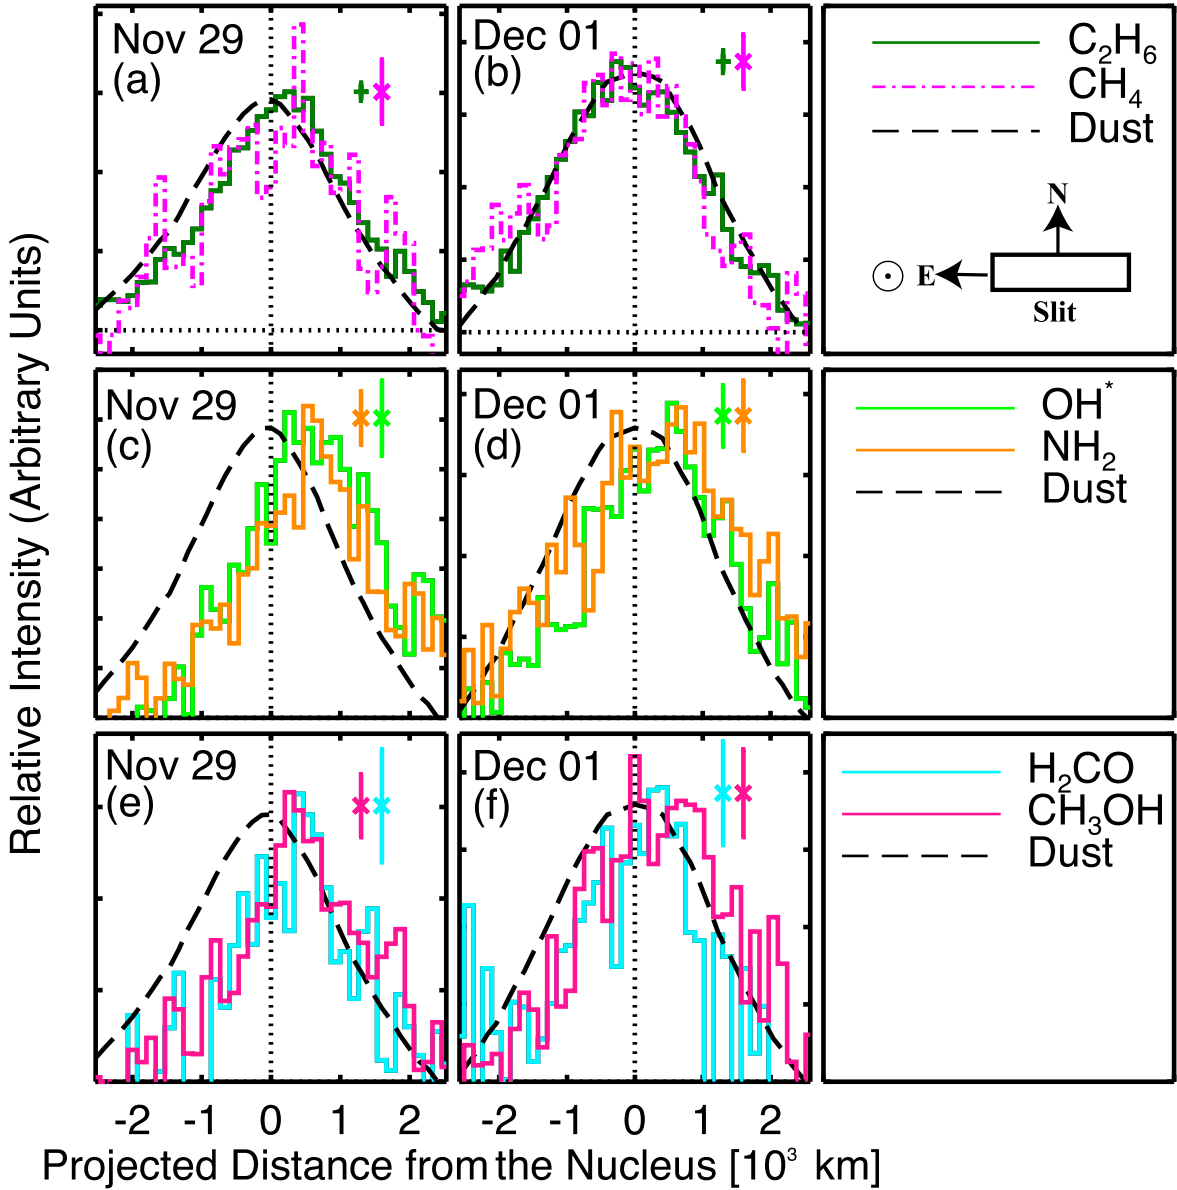 Relative Intensity (Arbitrary Units)
Nov 29
(a)
Dec 01
(b)
C₂H₆
CH₄
Dust
N
E
Slit
Nov 29
(c)
Dec 01
(d)
OH*
NH₂
Dust
Nov 29
(e)
Dec 01
(f)
H₂CO
CH₃OH
Dust
-2 -1 0 1 2 -2 -1 0 1 2
Projected Distance from the Nucleus [10³ km]